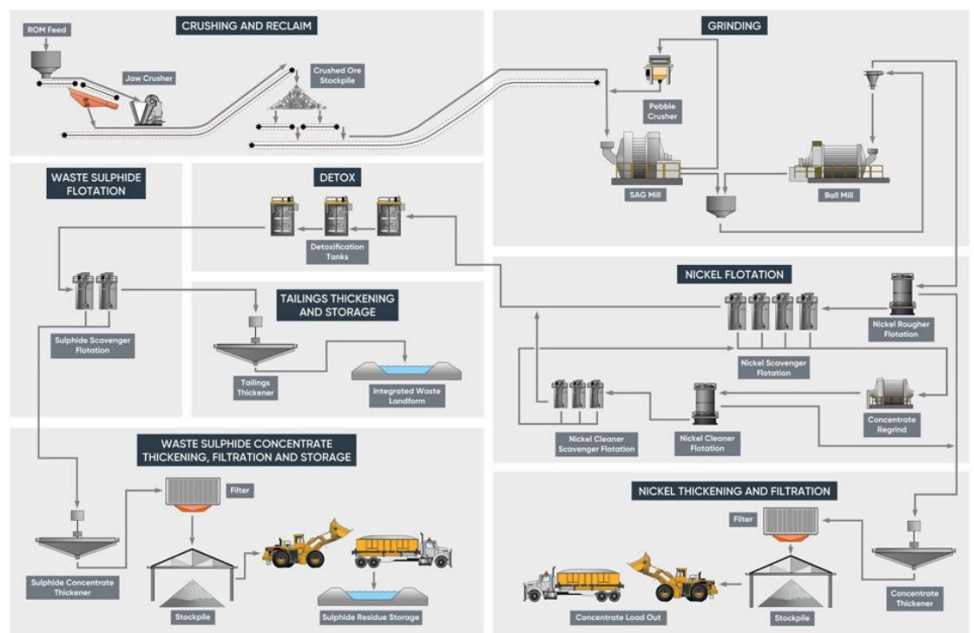 CRUSHING AND RECLAIM
ROM Feed
Jaw Crusher
Crushed Ore
Stockpile
GRINDING
Pebble
Crusher
SAG Mill
Ball Mill
WASTE SULPHIDE
FLOTATION
Sulphide Scavenger
Flotation
DETOX
Detoxification
Tanks
TAILINGS THICKENING
AND STORAGE
Tailings
Thickener
Integrated Waste
Landform
NICKEL FLOTATION
Nickel Rougher
Flotation
Nickel Scavenger
Flotation
Concentrate
Regrind
Nickel Cleaner
Scavenger Flotation
Nickel Cleaner
Flotation
WASTE SULPHIDE CONCENTRATE
THICKENING, FILTRATION AND STORAGE
Filter
Sulphide Concentrate
Thickener
Stockpile
Sulphide Residue Storage
NICKEL THICKENING AND FILTRATION
Filter
Concentrate Load Out
Stockpile
Concentrate
Thickener